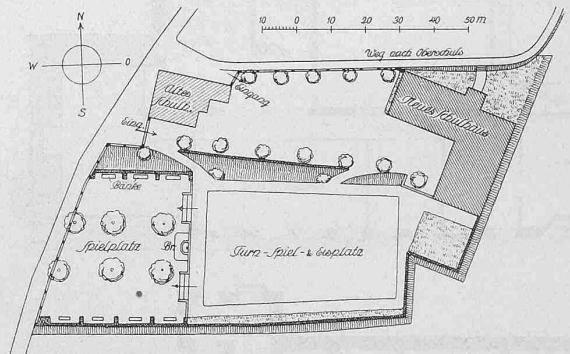 N
W O
S
10 0 10 20 30 40 50 m
Weg nach Oberschuls
Altes
Schulh.
Eingang
Eing.
Neues Schulhaus
Bänke
Spielplatz
Br.
Turn-Spiel- & Eisplatz